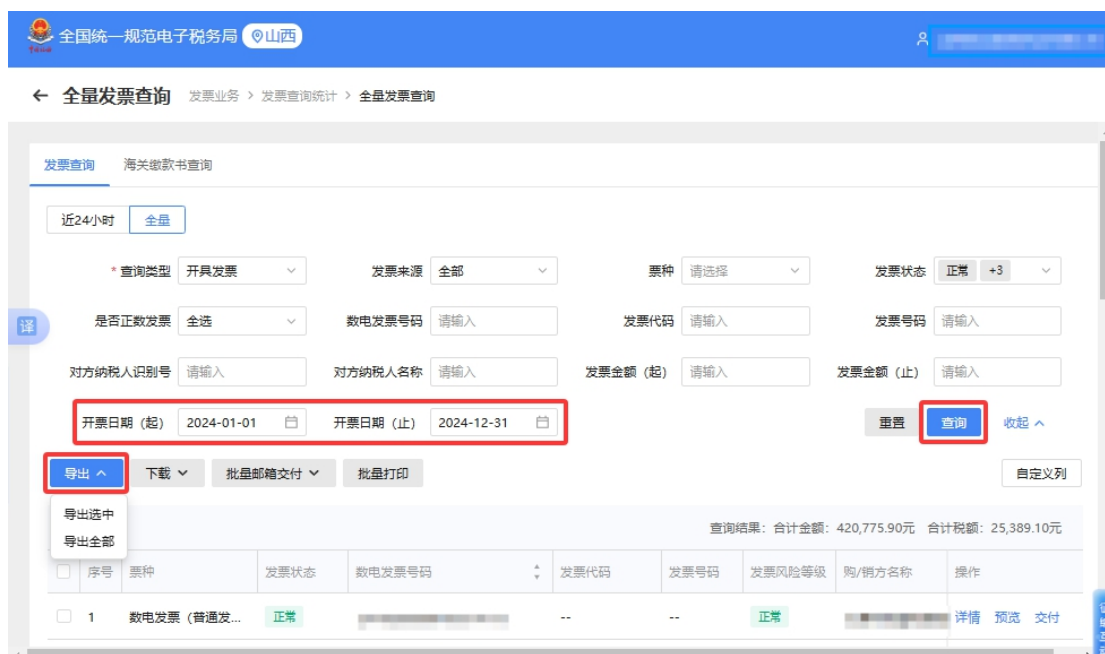 全国统一规范电子税务局 山西
全量发票查询 发票业务 > 发票查询统计 > 全量发票查询
发票查询 海关缴款书查询
近24小时 全量
* 查询类型 开具发票 发票来源 全部 票种 请选择 发票状态 正常 +3
译
是否正数发票 全选 数电发票号码 请输入 发票代码 请输入 发票号码 请输入
对方纳税人识别号 请输入 对方纳税人名称 请输入 发票金额（起） 请输入 发票金额（止） 请输入
开票日期（起） 2024-01-01 开票日期（止） 2024-12-31 重置 查询 收起
导出 下载 批量邮箱交付 批量打印 自定义列
导出选中
导出全部
查询结果：合计金额：420,775.90元 合计税额：25,389.10元
序号 票种 发票状态 数电发票号码 发票代码 发票号码 发票风险等级 购/销方名称 操作
1 数电发票（普通发... 正常 -- -- 正常 详情 预览 交付